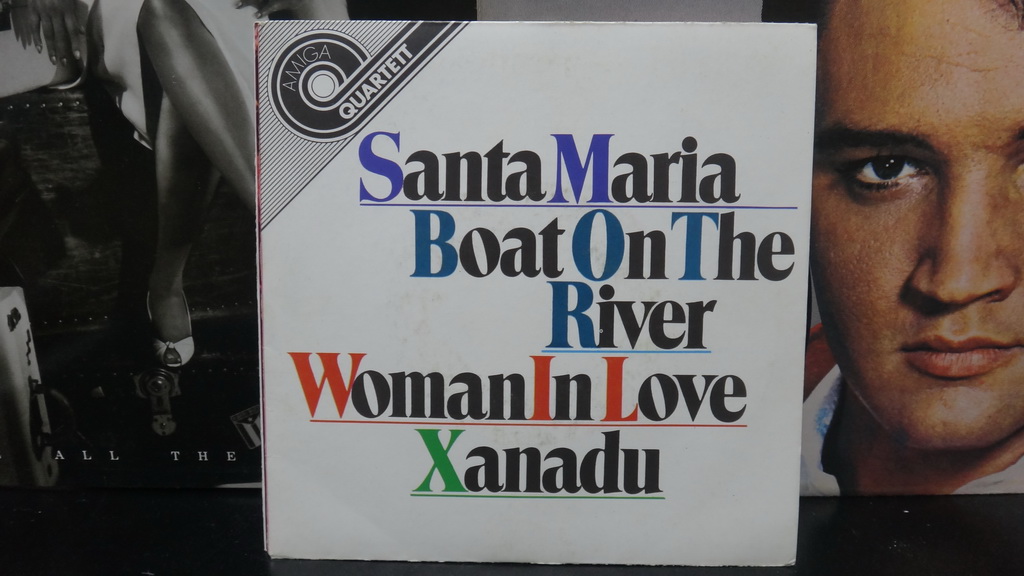 AMIGA
QUARTETT
Santa Maria
Boat On The
River
Woman In Love
Xanadu
ALL THE